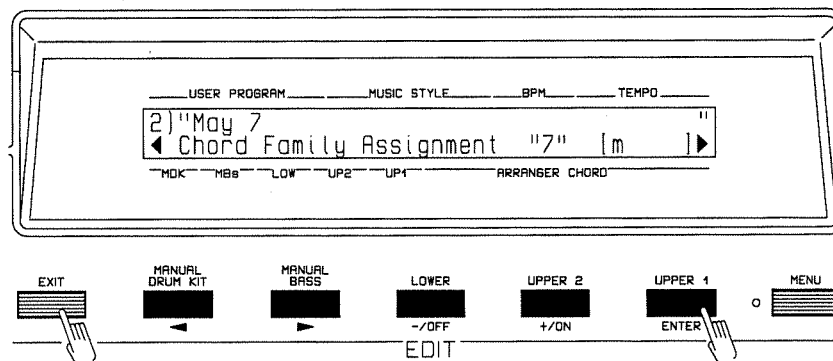 USER PROGRAM MUSIC STYLE BPM TEMPO
2)"May 7 "
◀ Chord Family Assignment "7" [m ]▶
MDK MBs LOW UP2 UP1 ARRANGER CHORD
EXIT MANUAL DRUM KIT MANUAL BASS LOWER UPPER 2 UPPER 1 MENU
◀ ▶ -/OFF +/ON ENTER
EDIT